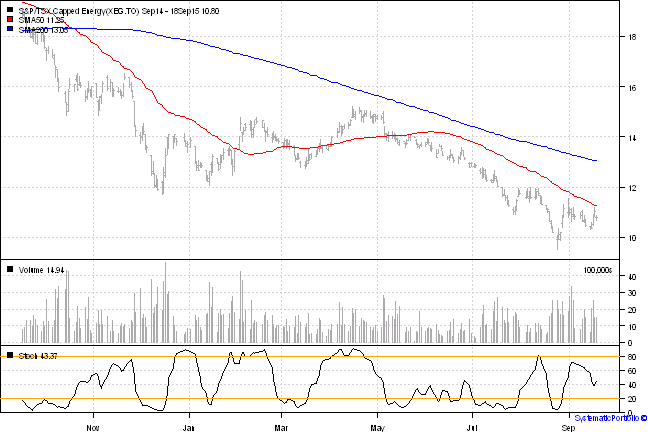 S&P/TSX Capped Energy(XEG.TO) Sep14 - 18Sep15 10.80
SMA50 11.25
SMA200 13.05
18
16
14
12
10
Volume 14.94
100,000s
40
30
20
10
0
Stoch 43.37
80
60
40
20
0
Nov
Jan
Mar
May
Jul
Sep
SystematicPortfolio ©